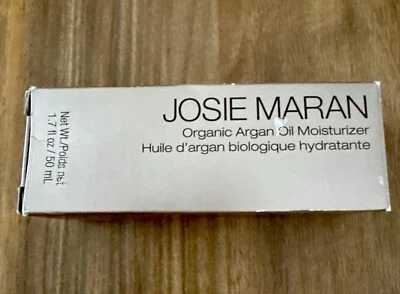 JOSIE MARAN
Organic Argan Oil Moisturizer
Huile d'argan biologique hydratante
Net Wt./Poids net
1.7 fl oz / 50 mL